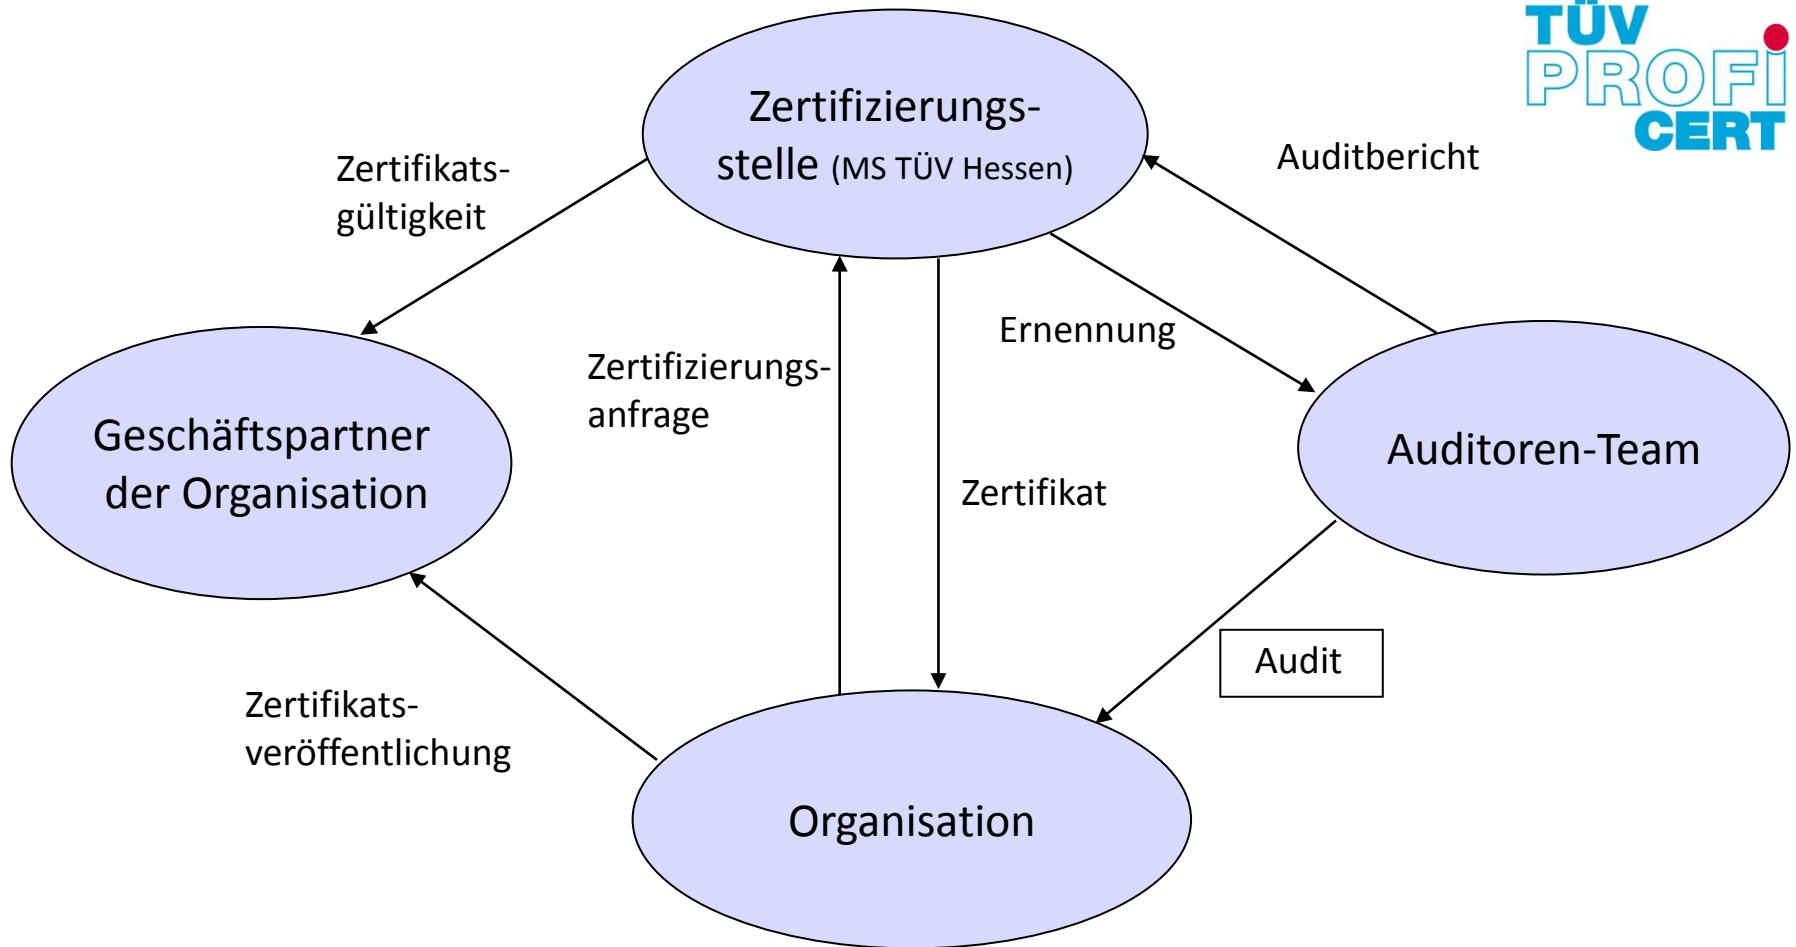 TÜV
PROFi
CERT
Zertifizierungs-
stelle (MS TÜV Hessen)
Auditbericht
Zertifikats-
gültigkeit
Ernennung
Zertifizierungs-
anfrage
Geschäftspartner
der Organisation
Auditoren-Team
Zertifikat
Audit
Zertifikats-
veröffentlichung
Organisation